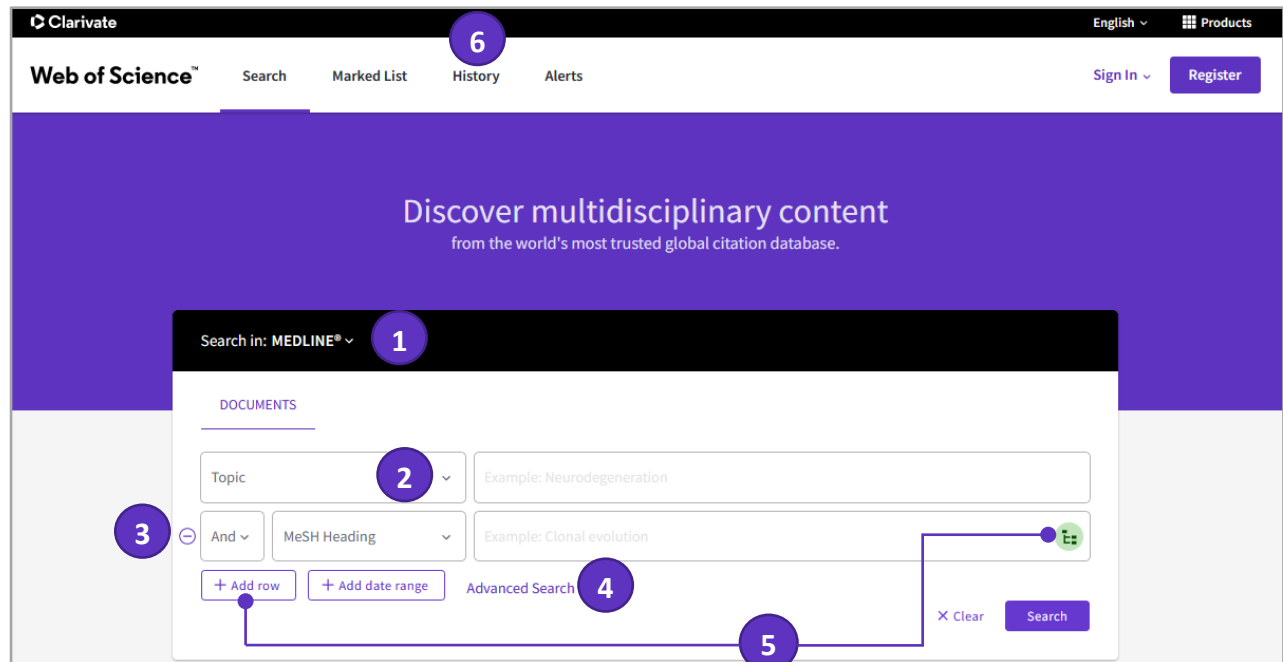 Clarivate English Products
6
Web of Science™ Search Marked List History Alerts Sign In Register
Discover multidisciplinary content
from the world's most trusted global citation database.
Search in: MEDLINE® 1
DOCUMENTS
Topic 2 Example: Neurodegeneration
3 And MeSH Heading Example: Clonal evolution
+ Add row + Add date range Advanced Search 4
× Clear Search
5